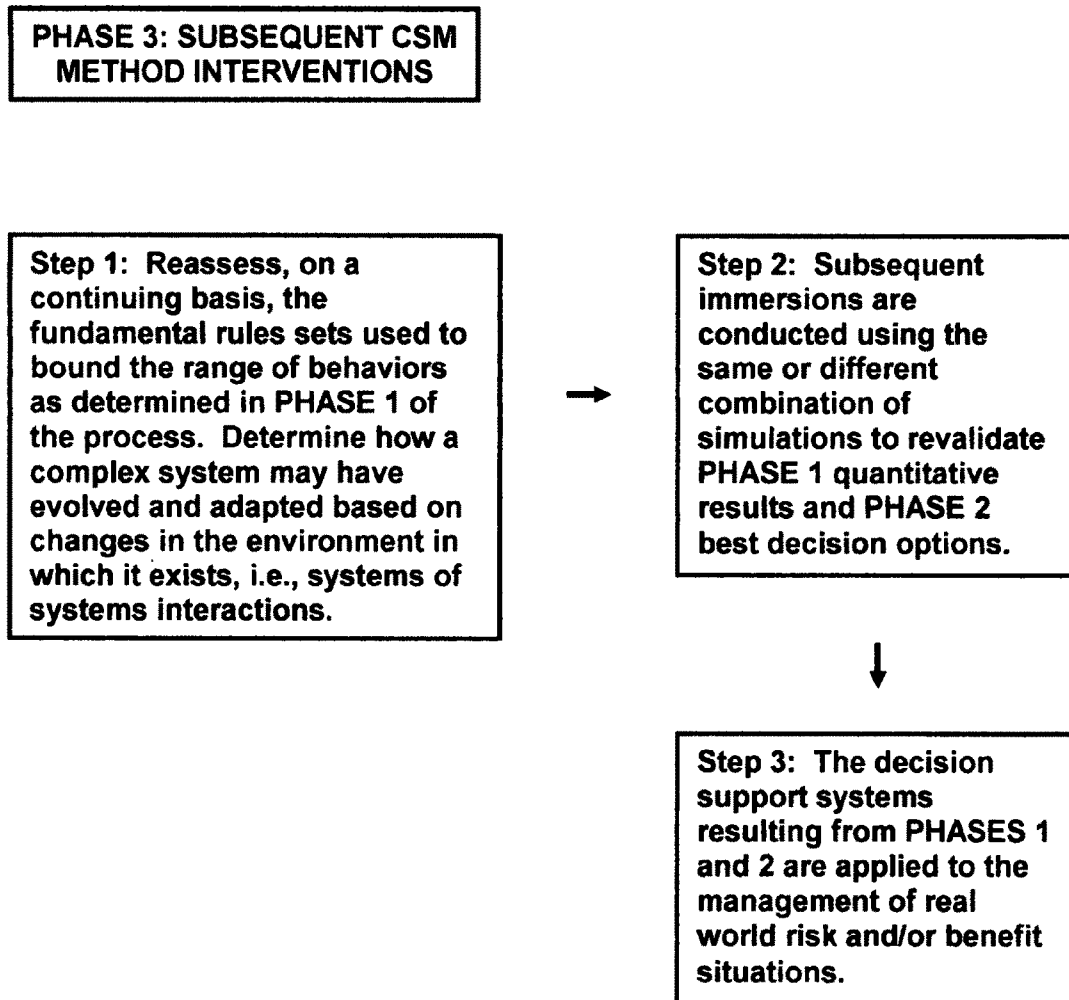 PHASE 3: SUBSEQUENT CSM
METHOD INTERVENTIONS
Step 1: Reassess, on a
continuing basis, the
fundamental rules sets used to
bound the range of behaviors
as determined in PHASE 1 of
the process. Determine how a
complex system may have
evolved and adapted based on
changes in the environment in
which it exists, i.e., systems of
systems interactions.
Step 2: Subsequent
immersions are
conducted using the
same or different
combination of
simulations to revalidate
PHASE 1 quantitative
results and PHASE 2
best decision options.
Step 3: The decision
support systems
resulting from PHASES 1
and 2 are applied to the
management of real
world risk and/or benefit
situations.